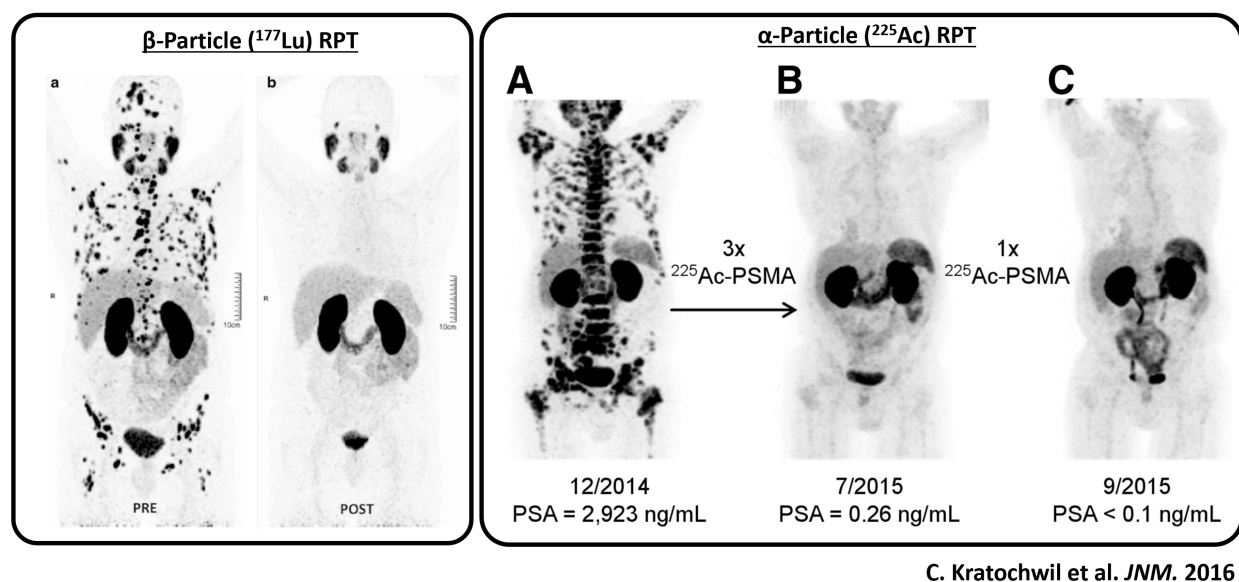 β-Particle (¹⁷⁷Lu) RPT
a
b
R
10cm
R
10cm
PRE
POST
α-Particle (²²⁵Ac) RPT
A
B
C
3x
²²⁵Ac-PSMA
1x
²²⁵Ac-PSMA
12/2014
PSA = 2,923 ng/mL
7/2015
PSA = 0.26 ng/mL
9/2015
PSA < 0.1 ng/mL
C. Kratochwil et al. JNM. 2016